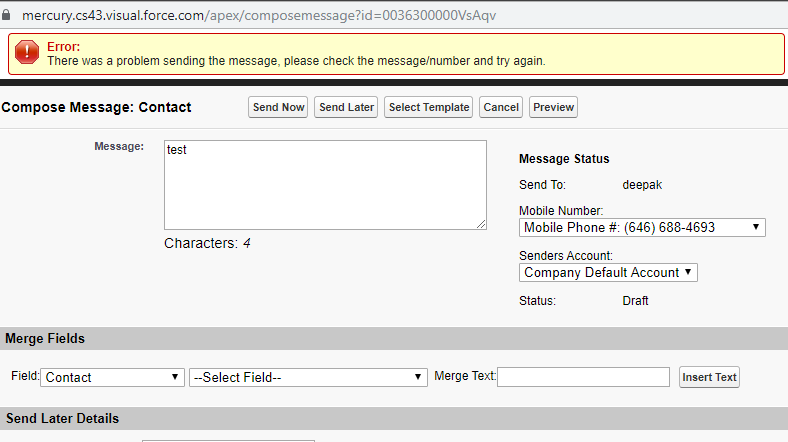 mercury.cs43.visual.force.com/apex/composemessage?id=0036300000VsAqv
Error:
There was a problem sending the message, please check the message/number and try again.
Compose Message: Contact
Send Now
Send Later
Select Template
Cancel
Preview
Message:
test
Characters: 4
Message Status
Send To: deepak
Mobile Number:
Mobile Phone #: (646) 688-4693
Senders Account:
Company Default Account
Status: Draft
Merge Fields
Field: Contact --Select Field-- Merge Text: Insert Text
Send Later Details